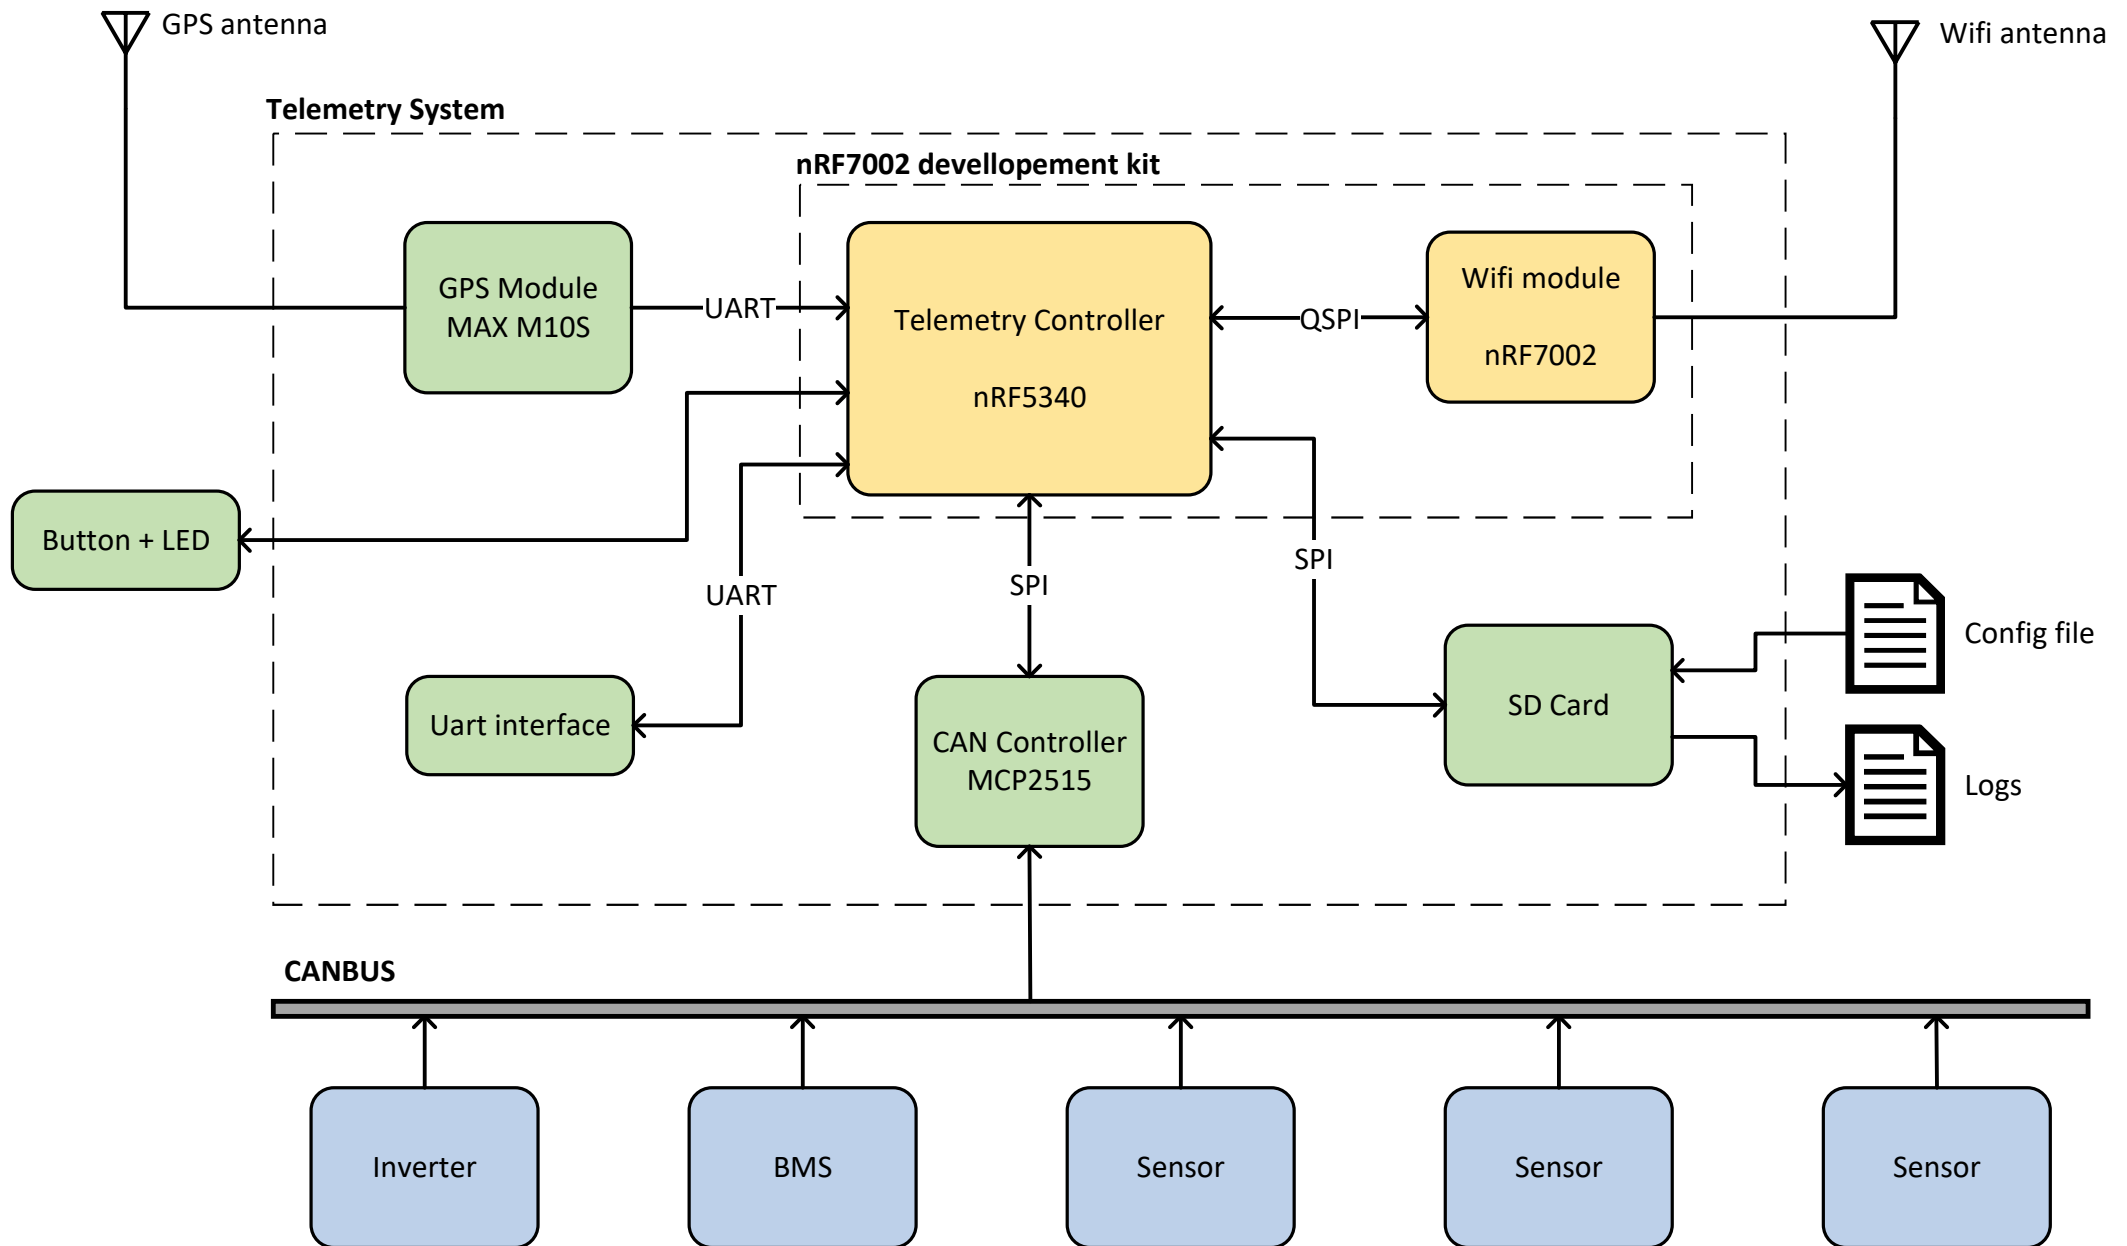 GPS antenna
Wifi antenna
Telemetry System
nRF7002 devellopement kit
GPS Module
MAX M10S
UART
Telemetry Controller
nRF5340
QSPI
Wifi module
nRF7002
Button + LED
UART
SPI
SPI
Uart interface
CAN Controller
MCP2515
SD Card
Config file
Logs
CANBUS
Inverter
BMS
Sensor
Sensor
Sensor